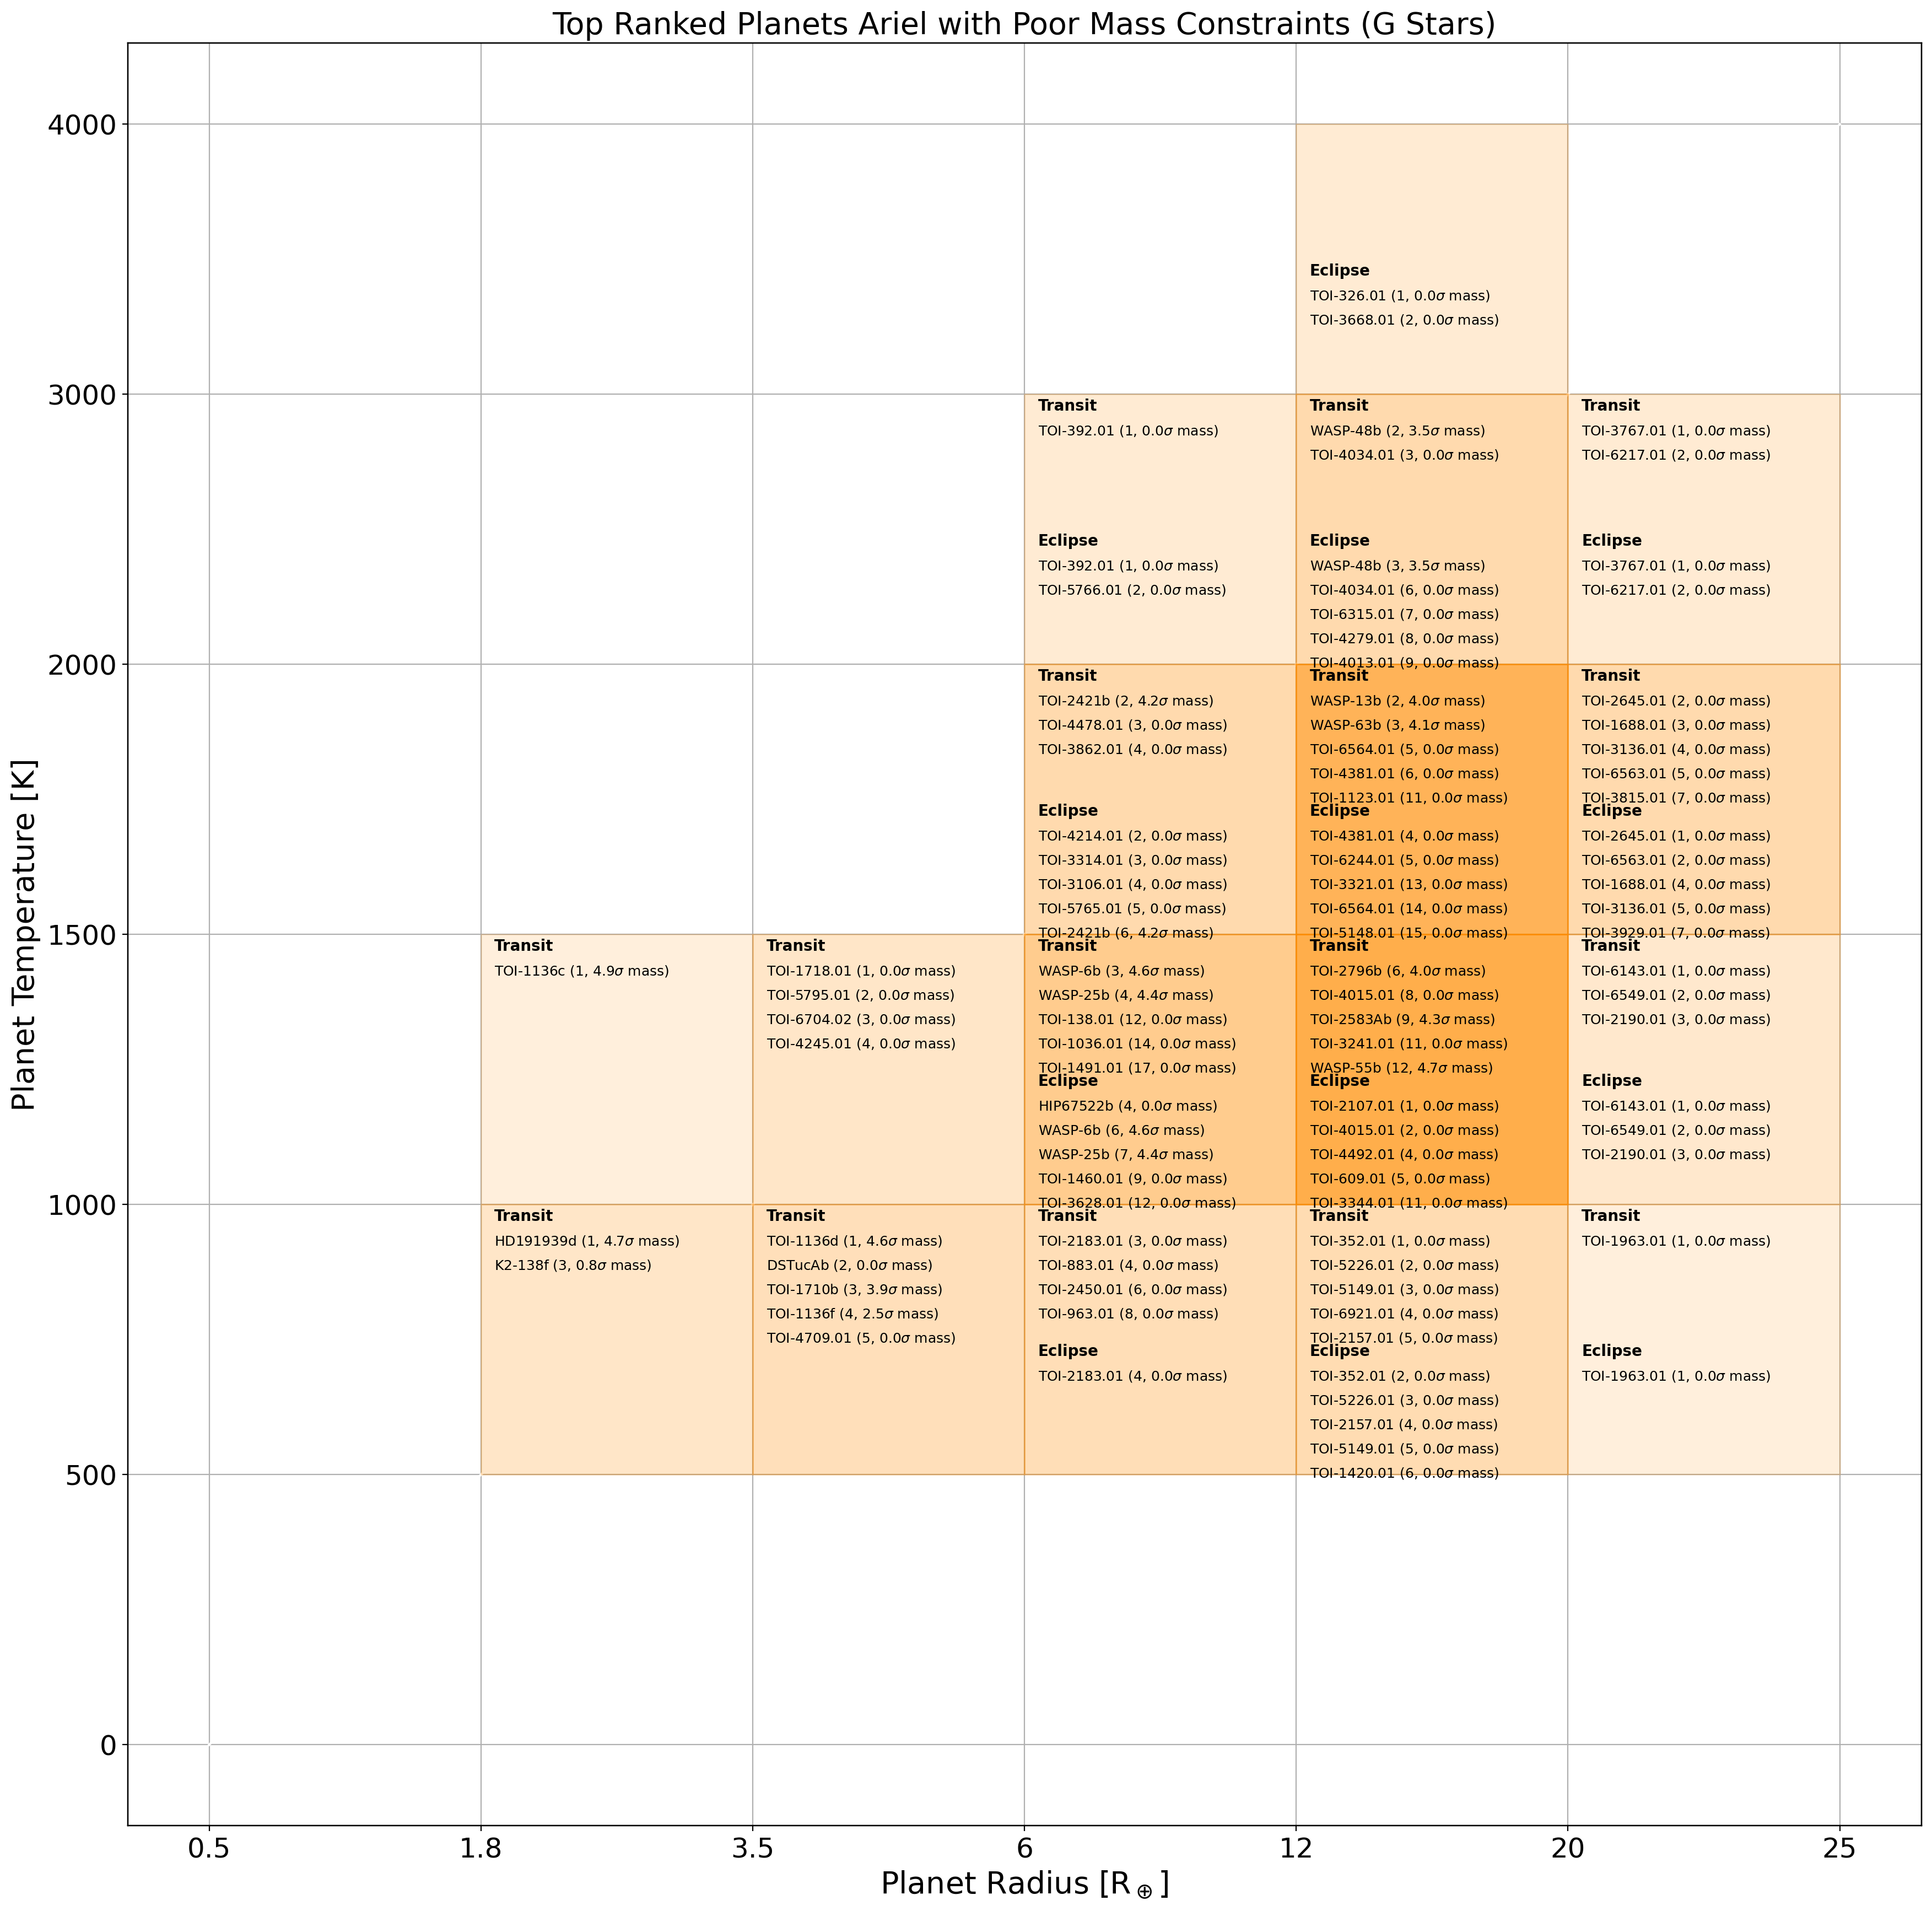 Top Ranked Planets Ariel with Poor Mass Constraints (G Stars)
Planet Temperature [K]
4000
3000
2000
1500
1000
500
0
Eclipse
TOI-326.01 (1, 0.0σ mass)
TOI-3668.01 (2, 0.0σ mass)
Transit
TOI-392.01 (1, 0.0σ mass)
Eclipse
TOI-392.01 (1, 0.0σ mass)
TOI-5766.01 (2, 0.0σ mass)
Transit
WASP-48b (2, 3.5σ mass)
TOI-4034.01 (3, 0.0σ mass)
Eclipse
WASP-48b (3, 3.5σ mass)
TOI-4034.01 (6, 0.0σ mass)
TOI-6315.01 (7, 0.0σ mass)
TOI-4279.01 (8, 0.0σ mass)
TOI-4013.01 (9, 0.0σ mass)
Transit
TOI-3767.01 (1, 0.0σ mass)
TOI-6217.01 (2, 0.0σ mass)
Eclipse
TOI-3767.01 (1, 0.0σ mass)
TOI-6217.01 (2, 0.0σ mass)
Transit
TOI-2421b (2, 4.2σ mass)
TOI-4478.01 (3, 0.0σ mass)
TOI-3862.01 (4, 0.0σ mass)
Eclipse
TOI-4214.01 (2, 0.0σ mass)
TOI-3314.01 (3, 0.0σ mass)
TOI-3106.01 (4, 0.0σ mass)
TOI-5765.01 (5, 0.0σ mass)
TOI-2421b (6, 4.2σ mass)
Transit
WASP-13b (2, 4.0σ mass)
WASP-63b (3, 4.1σ mass)
TOI-6564.01 (5, 0.0σ mass)
TOI-4381.01 (6, 0.0σ mass)
TOI-1123.01 (11, 0.0σ mass)
Eclipse
TOI-4381.01 (4, 0.0σ mass)
TOI-6244.01 (5, 0.0σ mass)
TOI-3321.01 (13, 0.0σ mass)
TOI-6564.01 (14, 0.0σ mass)
TOI-5148.01 (15, 0.0σ mass)
Transit
TOI-2645.01 (2, 0.0σ mass)
TOI-1688.01 (3, 0.0σ mass)
TOI-3136.01 (4, 0.0σ mass)
TOI-6563.01 (5, 0.0σ mass)
TOI-3815.01 (7, 0.0σ mass)
Eclipse
TOI-2645.01 (1, 0.0σ mass)
TOI-6563.01 (2, 0.0σ mass)
TOI-1688.01 (4, 0.0σ mass)
TOI-3136.01 (5, 0.0σ mass)
TOI-3929.01 (7, 0.0σ mass)
Transit
TOI-1136c (1, 4.9σ mass)
Transit
TOI-1718.01 (1, 0.0σ mass)
TOI-5795.01 (2, 0.0σ mass)
TOI-6704.02 (3, 0.0σ mass)
TOI-4245.01 (4, 0.0σ mass)
Transit
WASP-6b (3, 4.6σ mass)
WASP-25b (4, 4.4σ mass)
TOI-138.01 (12, 0.0σ mass)
TOI-1036.01 (14, 0.0σ mass)
TOI-1491.01 (17, 0.0σ mass)
Eclipse
HIP67522b (4, 0.0σ mass)
WASP-6b (6, 4.6σ mass)
WASP-25b (7, 4.4σ mass)
TOI-1460.01 (9, 0.0σ mass)
TOI-3628.01 (12, 0.0σ mass)
Transit
TOI-2796b (6, 4.0σ mass)
TOI-4015.01 (8, 0.0σ mass)
TOI-2583Ab (9, 4.3σ mass)
TOI-3241.01 (11, 0.0σ mass)
WASP-55b (12, 4.7σ mass)
Eclipse
TOI-2107.01 (1, 0.0σ mass)
TOI-4015.01 (2, 0.0σ mass)
TOI-4492.01 (4, 0.0σ mass)
TOI-609.01 (5, 0.0σ mass)
TOI-3344.01 (11, 0.0σ mass)
Transit
TOI-6143.01 (1, 0.0σ mass)
TOI-6549.01 (2, 0.0σ mass)
TOI-2190.01 (3, 0.0σ mass)
Eclipse
TOI-6143.01 (1, 0.0σ mass)
TOI-6549.01 (2, 0.0σ mass)
TOI-2190.01 (3, 0.0σ mass)
Transit
HD191939d (1, 4.7σ mass)
K2-138f (3, 0.8σ mass)
Transit
TOI-1136d (1, 4.6σ mass)
DSTucAb (2, 0.0σ mass)
TOI-1710b (3, 3.9σ mass)
TOI-1136f (4, 2.5σ mass)
TOI-4709.01 (5, 0.0σ mass)
Transit
TOI-2183.01 (3, 0.0σ mass)
TOI-883.01 (4, 0.0σ mass)
TOI-2450.01 (6, 0.0σ mass)
TOI-963.01 (8, 0.0σ mass)
Eclipse
TOI-2183.01 (4, 0.0σ mass)
Transit
TOI-352.01 (1, 0.0σ mass)
TOI-5226.01 (2, 0.0σ mass)
TOI-5149.01 (3, 0.0σ mass)
TOI-6921.01 (4, 0.0σ mass)
TOI-2157.01 (5, 0.0σ mass)
Eclipse
TOI-352.01 (2, 0.0σ mass)
TOI-5226.01 (3, 0.0σ mass)
TOI-2157.01 (4, 0.0σ mass)
TOI-5149.01 (5, 0.0σ mass)
TOI-1420.01 (6, 0.0σ mass)
Transit
TOI-1963.01 (1, 0.0σ mass)
Eclipse
TOI-1963.01 (1, 0.0σ mass)
0.5 1.8 3.5 6 12 20 25
Planet Radius [R⊕]